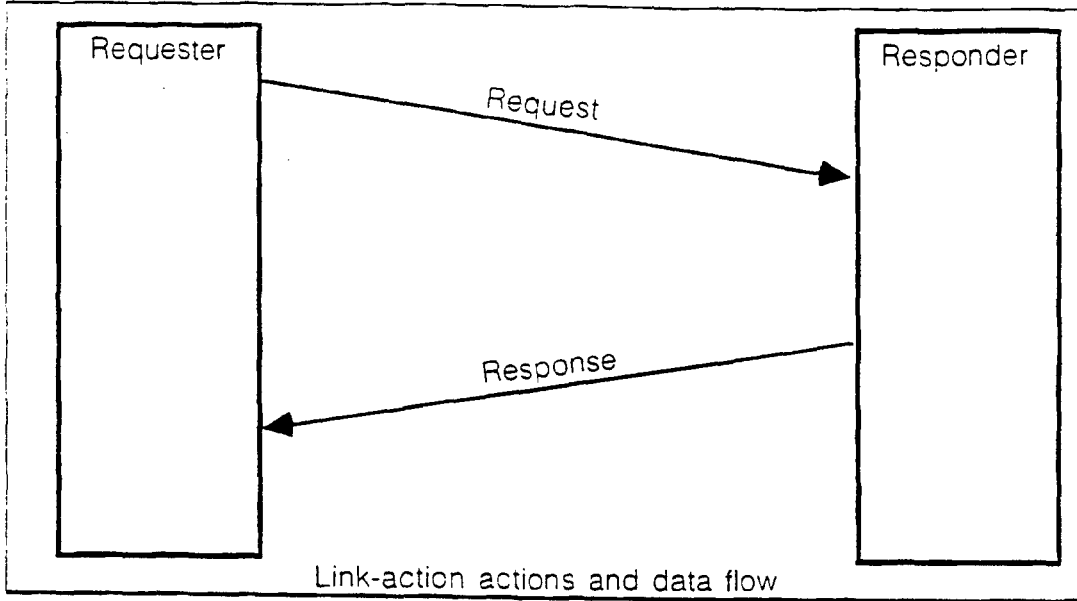 Requester
Responder
Request
Response
Link-action actions and data flow